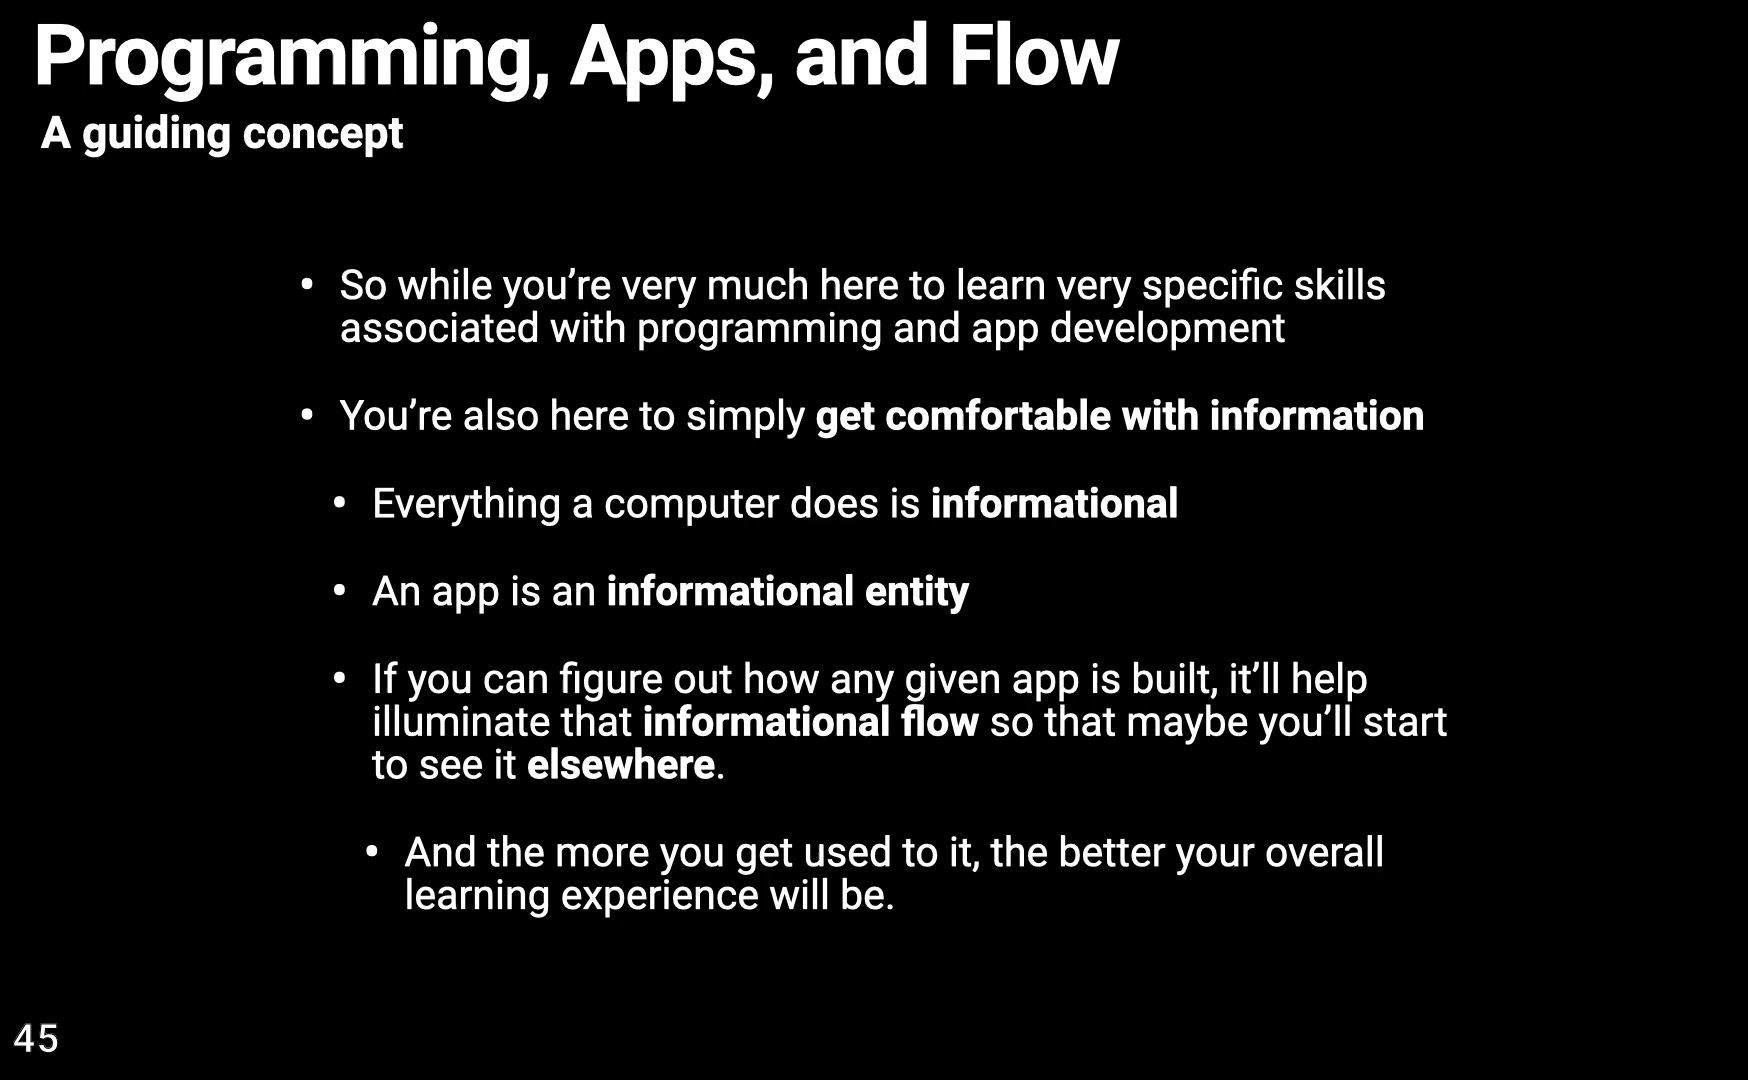 Programming, Apps, and Flow
A guiding concept
• So while you’re very much here to learn very specific skills
associated with programming and app development
• You’re also here to simply get comfortable with information
• Everything a computer does is informational
• An app is an informational entity
• If you can figure out how any given app is built, it’ll help
illuminate that informational flow so that maybe you’ll start
to see it elsewhere.
• And the more you get used to it, the better your overall
learning experience will be.
45